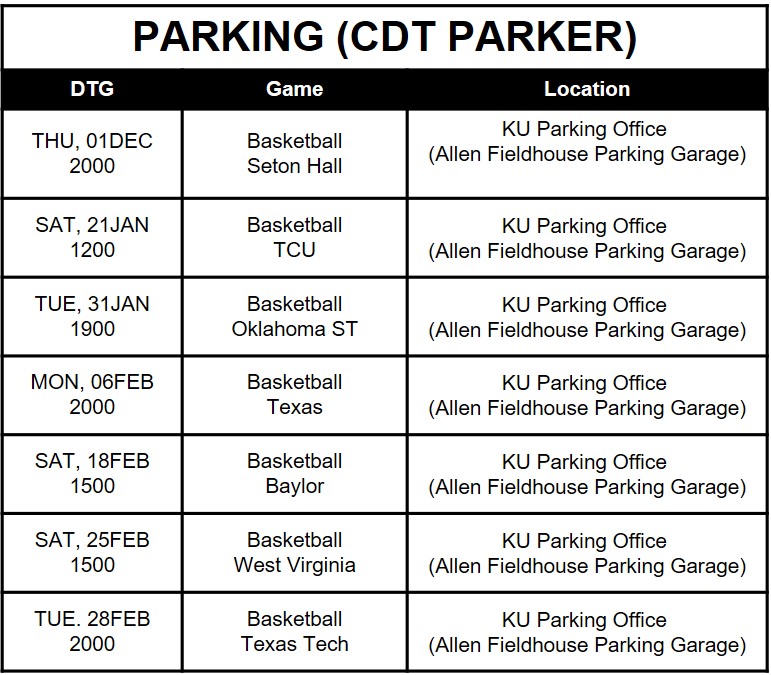 PARKING (CDT PARKER)
DTG Game Location
THU, 01DEC
2000
Basketball
Seton Hall
KU Parking Office
(Allen Fieldhouse Parking Garage)
SAT, 21JAN
1200
Basketball
TCU
KU Parking Office
(Allen Fieldhouse Parking Garage)
TUE, 31JAN
1900
Basketball
Oklahoma ST
KU Parking Office
(Allen Fieldhouse Parking Garage)
MON, 06FEB
2000
Basketball
Texas
KU Parking Office
(Allen Fieldhouse Parking Garage)
SAT, 18FEB
1500
Basketball
Baylor
KU Parking Office
(Allen Fieldhouse Parking Garage)
SAT, 25FEB
1500
Basketball
West Virginia
KU Parking Office
(Allen Fieldhouse Parking Garage)
TUE. 28FEB
2000
Basketball
Texas Tech
KU Parking Office
(Allen Fieldhouse Parking Garage)